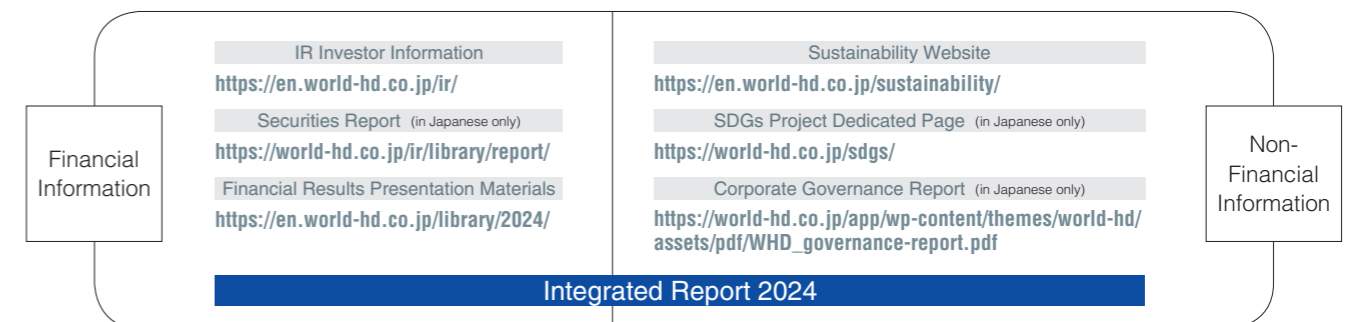 Financial
Information
IR Investor Information
https://en.world-hd.co.jp/ir/
Securities Report (in Japanese only)
https://world-hd.co.jp/ir/library/report/
Financial Results Presentation Materials
https://en.world-hd.co.jp/library/2024/
Sustainability Website
https://en.world-hd.co.jp/sustainability/
SDGs Project Dedicated Page (in Japanese only)
https://world-hd.co.jp/sdgs/
Corporate Governance Report (in Japanese only)
https://world-hd.co.jp/app/wp-content/themes/world-hd/
assets/pdf/WHD_governance-report.pdf
Non-
Financial
Information
Integrated Report 2024